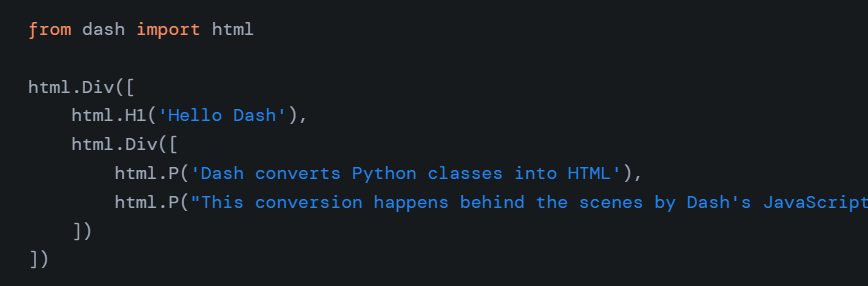 from dash import html

html.Div([
    html.H1('Hello Dash'),
    html.Div([
        html.P('Dash converts Python classes into HTML'),
        html.P("This conversion happens behind the scenes by Dash's JavaScript
    ])
])